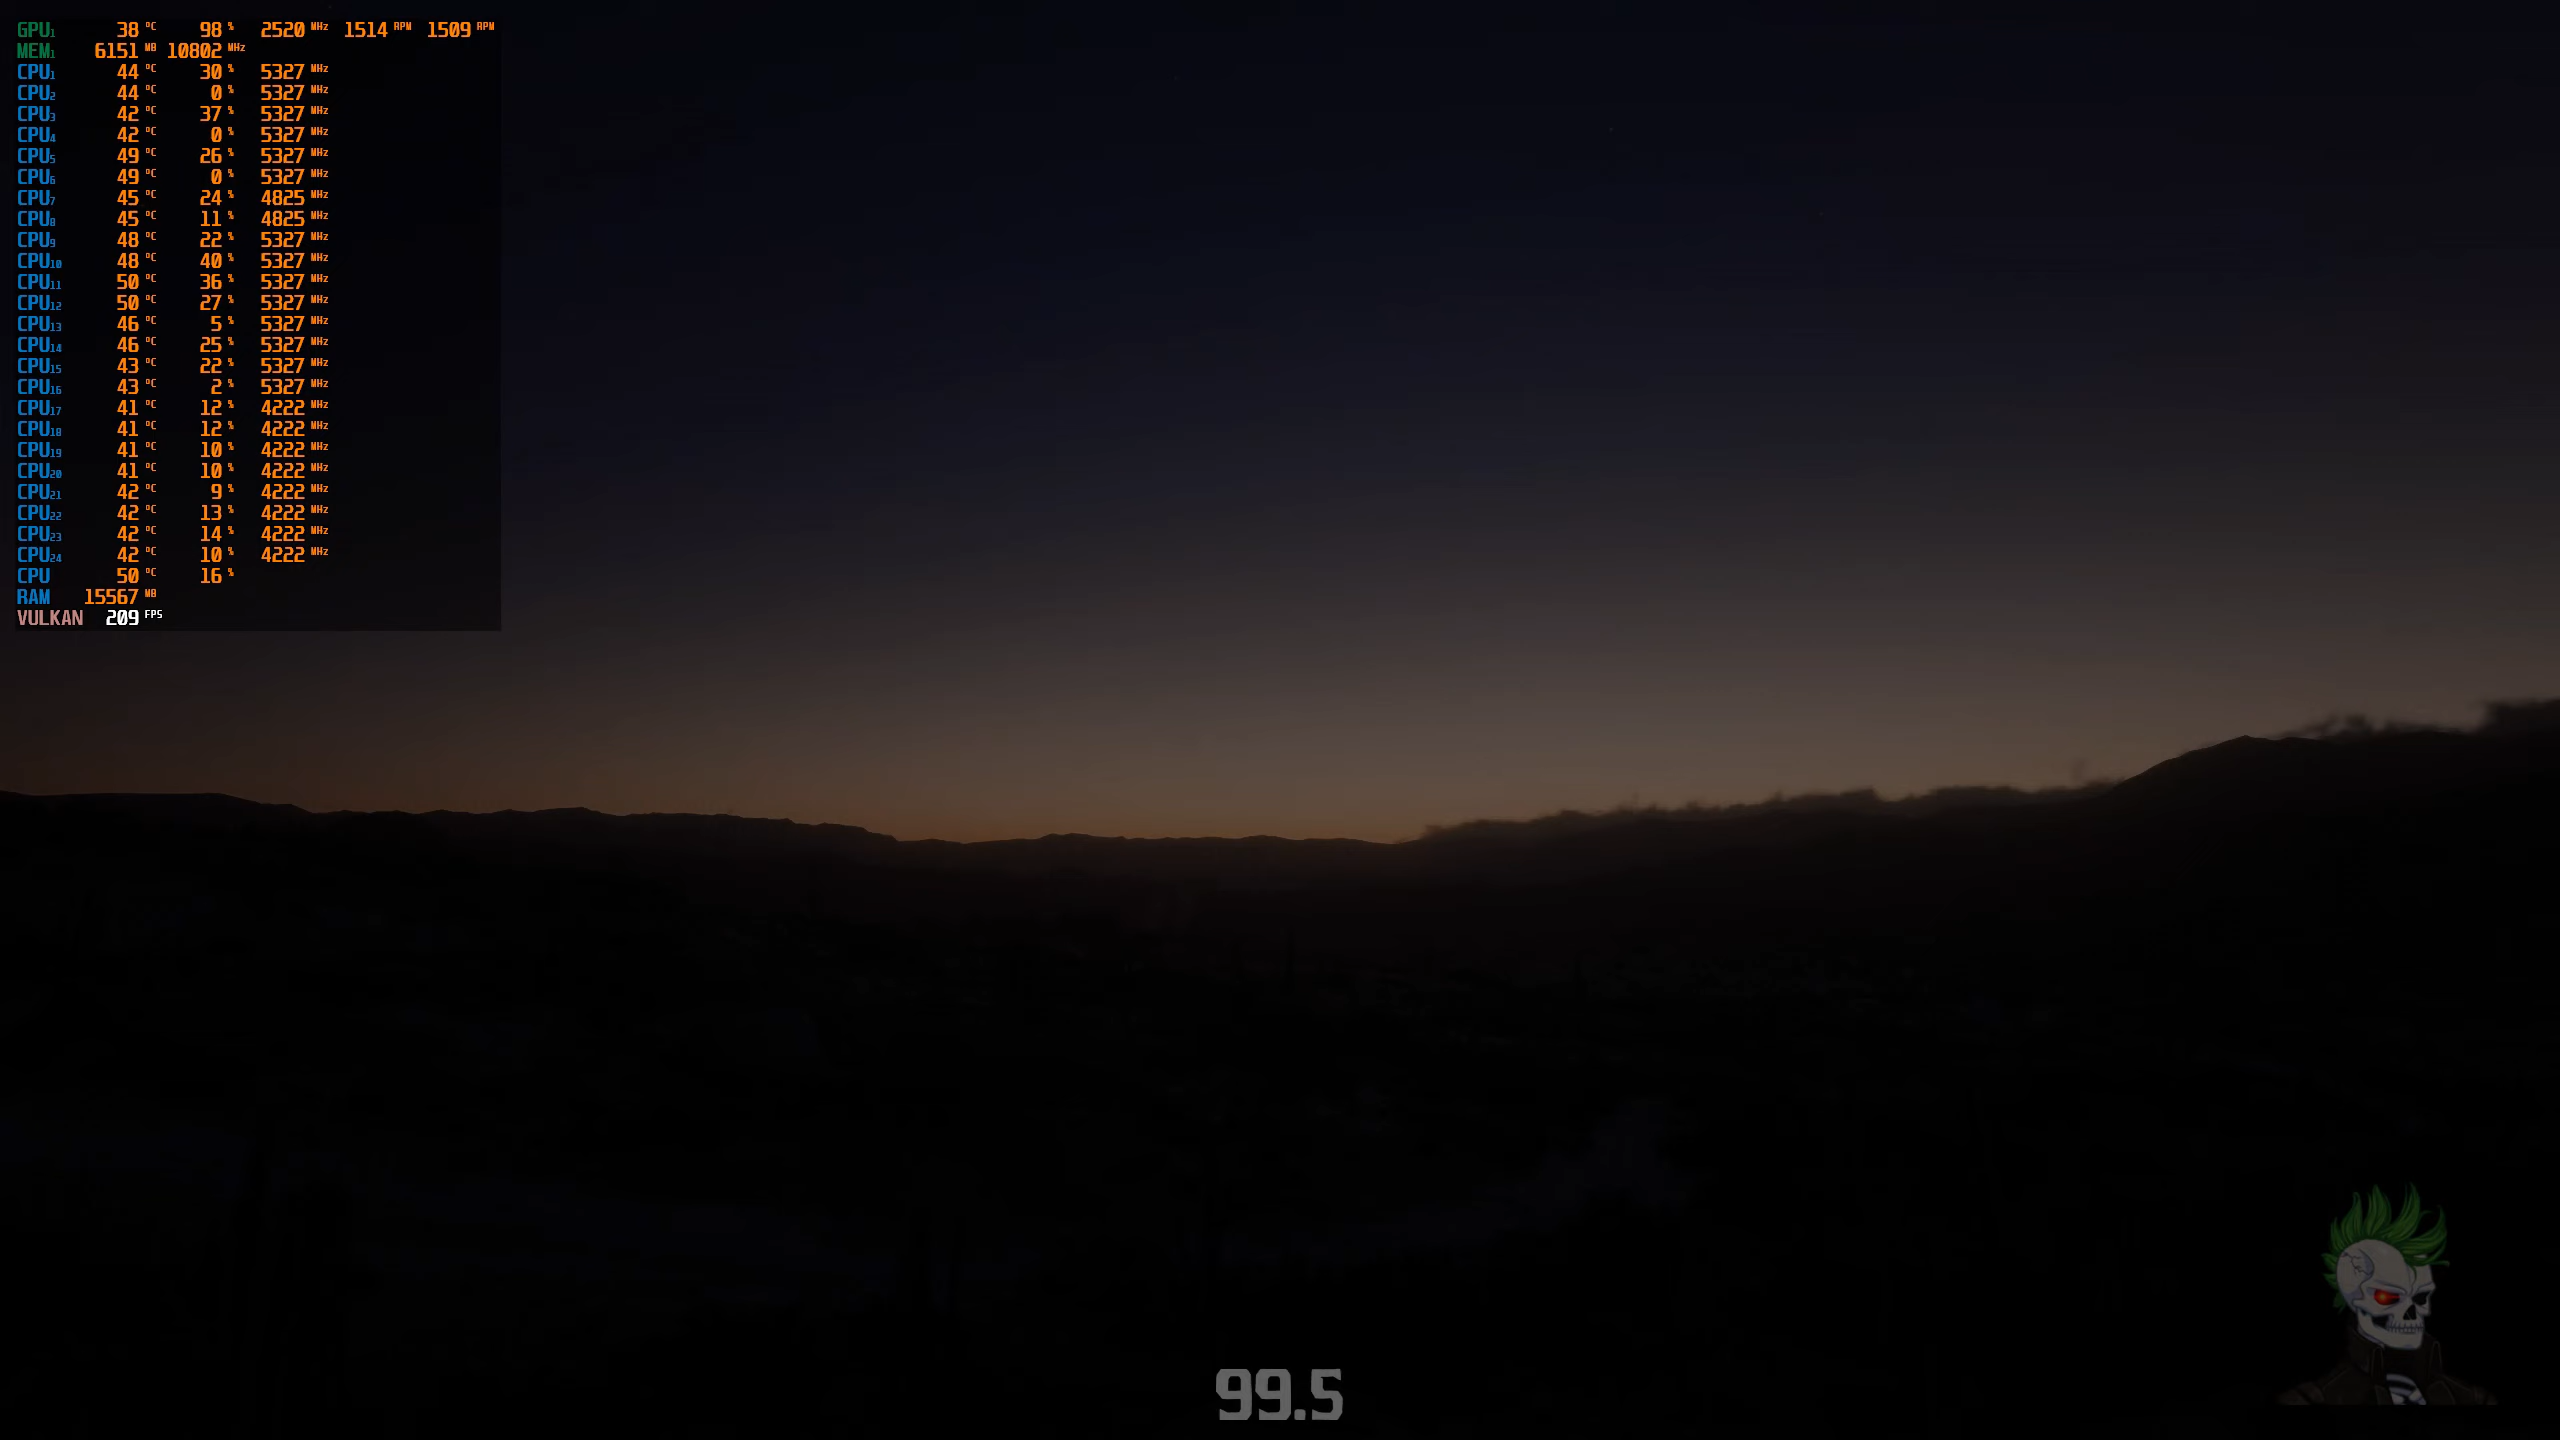 GPU1 38 °C 98 % 2520 MHz 1514 RPM 1509 RPM
MEM1 6151 MB 10802 MHz
CPU1 44 °C 30 % 5327 MHz
CPU2 44 °C 0 % 5327 MHz
CPU3 42 °C 37 % 5327 MHz
CPU4 42 °C 0 % 5327 MHz
CPU5 49 °C 26 % 5327 MHz
CPU6 49 °C 0 % 5327 MHz
CPU7 45 °C 24 % 4825 MHz
CPU8 45 °C 11 % 4825 MHz
CPU9 48 °C 22 % 5327 MHz
CPU10 48 °C 40 % 5327 MHz
CPU11 50 °C 36 % 5327 MHz
CPU12 50 °C 27 % 5327 MHz
CPU13 46 °C 5 % 5327 MHz
CPU14 46 °C 25 % 5327 MHz
CPU15 43 °C 22 % 5327 MHz
CPU16 43 °C 2 % 5327 MHz
CPU17 41 °C 12 % 4222 MHz
CPU18 41 °C 12 % 4222 MHz
CPU19 41 °C 10 % 4222 MHz
CPU20 41 °C 10 % 4222 MHz
CPU21 42 °C 9 % 4222 MHz
CPU22 42 °C 13 % 4222 MHz
CPU23 42 °C 14 % 4222 MHz
CPU24 42 °C 10 % 4222 MHz
CPU 50 °C 16 %
RAM 15567 MB
VULKAN 209 FPS
99.5